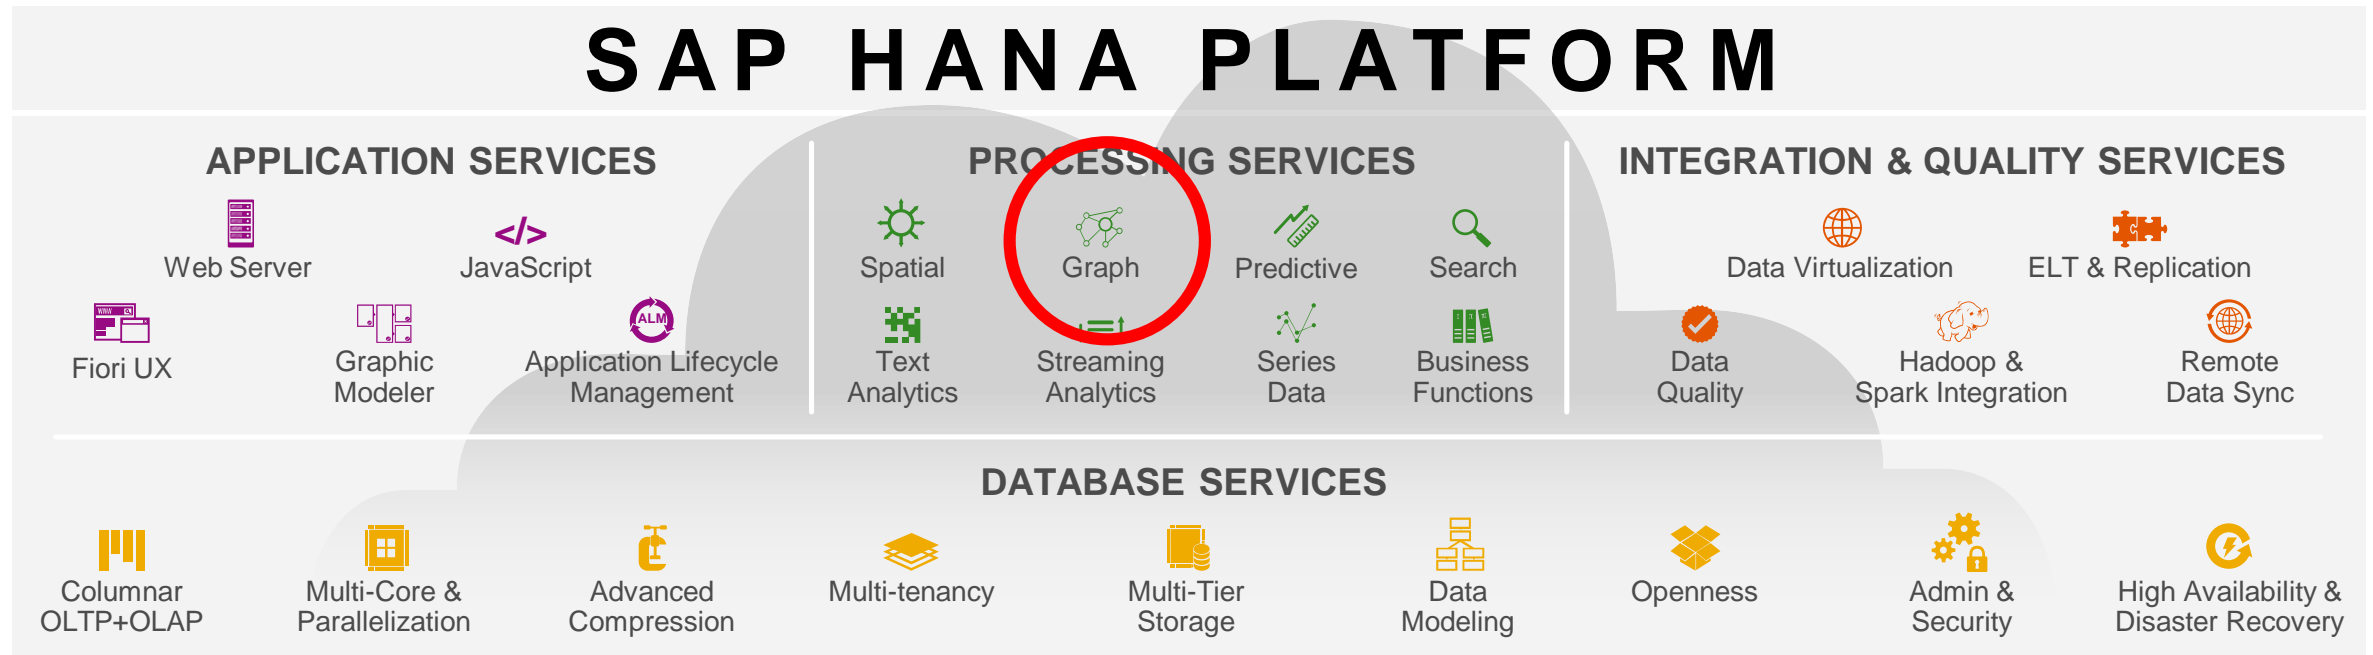 SAP HANA PLATFORM
APPLICATION SERVICES
Web Server
JavaScript
Fiori UX
Graphic
Modeler
ALM
Application Lifecycle
Management
PROCESSING SERVICES
Spatial
Graph
Predictive
Search
Text
Analytics
Streaming
Analytics
Series
Data
Business
Functions
INTEGRATION & QUALITY SERVICES
Data Virtualization
ELT & Replication
Data
Quality
Hadoop &
Spark Integration
Remote
Data Sync
DATABASE SERVICES
Columnar
OLTP+OLAP
Multi-Core &
Parallelization
Advanced
Compression
Multi-tenancy
Multi-Tier
Storage
Data
Modeling
Openness
Admin &
Security
High Availability &
Disaster Recovery